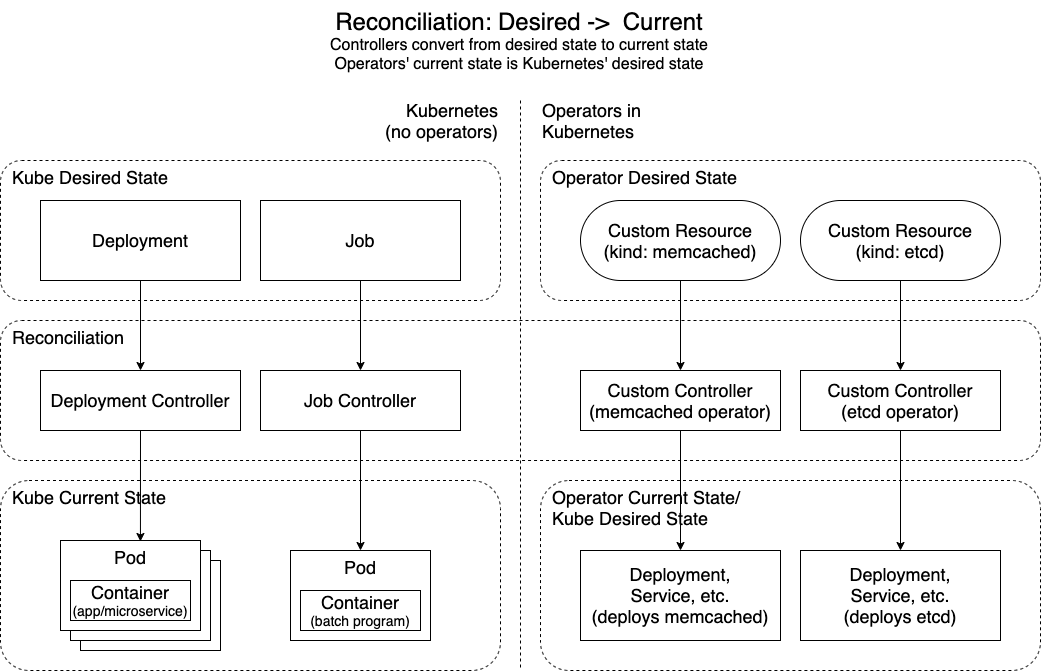 Reconciliation: Desired -> Current
Controllers convert from desired state to current state
Operators' current state is Kubernetes' desired state
Kubernetes
(no operators)
Operators in
Kubernetes
Kube Desired State
Deployment
Job
Operator Desired State
Custom Resource
(kind: memcached)
Custom Resource
(kind: etcd)
Reconciliation
Deployment Controller
Job Controller
Custom Controller
(memcached operator)
Custom Controller
(etcd operator)
Kube Current State
Pod
Container
(app/microservice)
Pod
Container
(batch program)
Operator Current State/
Kube Desired State
Deployment,
Service, etc.
(deploys memcached)
Deployment,
Service, etc.
(deploys etcd)